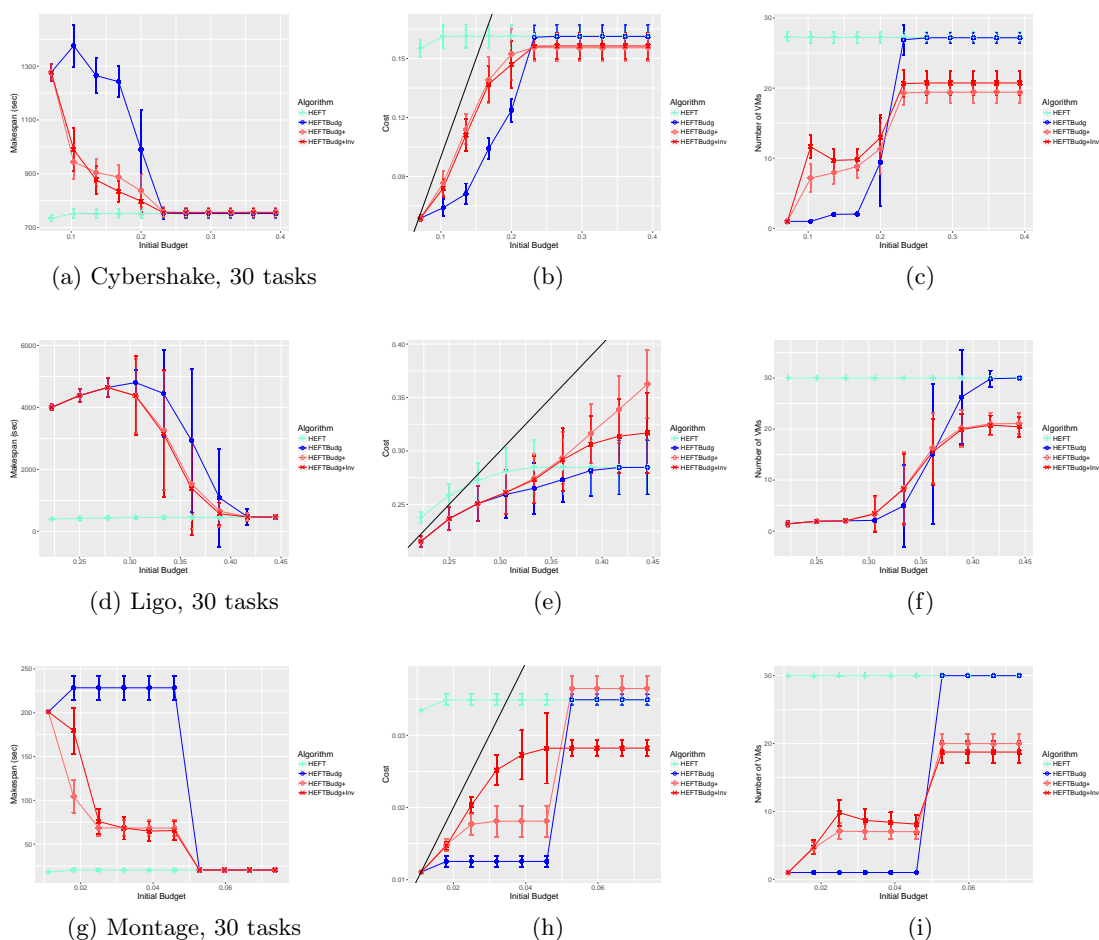 1300
1100
900
700
Makespan (sec)
0.1
0.2
0.3
0.4
Initial Budget
Algorithm
HEFT
HEFTBudg
HEFTBudg+
HEFTBudg+Inv
(a) Cybershake, 30 tasks
0.15
0.12
0.09
Cost
0.1
0.2
0.3
0.4
Initial Budget
Algorithm
HEFT
HEFTBudg
HEFTBudg+
HEFTBudg+Inv
(b)
30
20
10
0
Number of VMs
0.1
0.2
0.3
0.4
Initial Budget
Algorithm
HEFT
HEFTBudg
HEFTBudg+
HEFTBudg+Inv
(c)
6000
4000
2000
0
Makespan (sec)
0.25
0.30
0.35
0.40
0.45
Initial Budget
Algorithm
HEFT
HEFTBudg
HEFTBudg+
HEFTBudg+Inv
(d) Ligo, 30 tasks
0.40
0.35
0.30
0.25
Cost
0.25
0.30
0.35
0.40
0.45
Initial Budget
Algorithm
HEFT
HEFTBudg
HEFTBudg+
HEFTBudg+Inv
(e)
30
20
10
0
Number of VMs
0.25
0.30
0.35
0.40
0.45
Initial Budget
Algorithm
HEFT
HEFTBudg
HEFTBudg+
HEFTBudg+Inv
(f)
250
200
150
100
50
Makespan (sec)
0.02
0.04
0.06
Initial Budget
Algorithm
HEFT
HEFTBudg
HEFTBudg+
HEFTBudg+Inv
(g) Montage, 30 tasks
0.03
0.02
0.01
Cost
0.02
0.04
0.06
Initial Budget
Algorithm
HEFT
HEFTBudg
HEFTBudg+
HEFTBudg+Inv
(h)
30
20
10
0
Number of VMs
0.02
0.04
0.06
Initial Budget
Algorithm
HEFT
HEFTBudg
HEFTBudg+
HEFTBudg+Inv
(i)